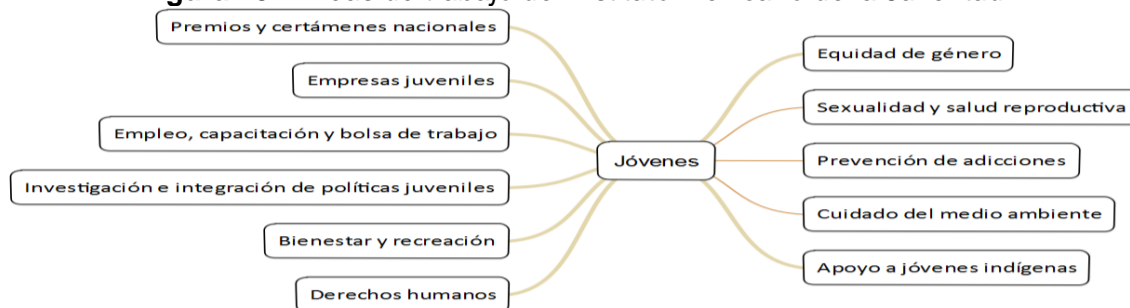 Premios y certámenes nacionales
Empresas juveniles
Empleo, capacitación y bolsa de trabajo
Investigación e integración de políticas juveniles
Bienestar y recreación
Derechos humanos
Jóvenes
Equidad de género
Sexualidad y salud reproductiva
Prevención de adicciones
Cuidado del medio ambiente
Apoyo a jóvenes indígenas